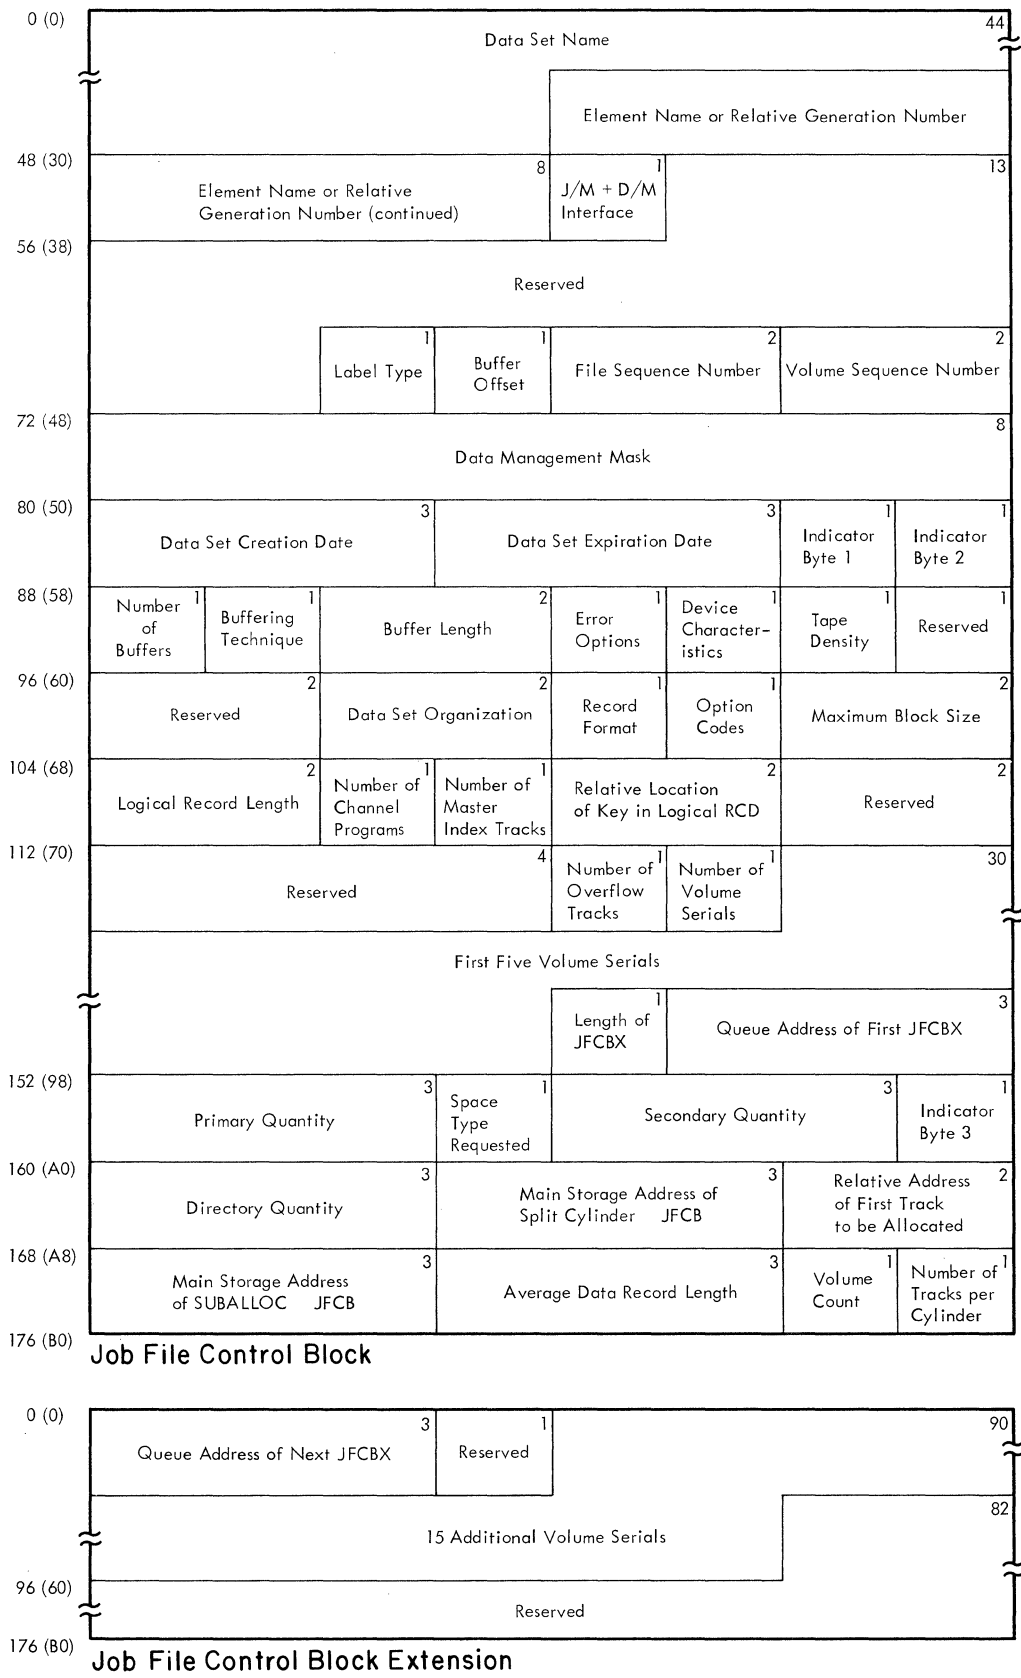 0 (0)
44
Data Set Name
Element Name or Relative Generation Number
48 (30)
8
1
13
Element Name or Relative
Generation Number (continued)
J/M + D/M
Interface
56 (38)
Reserved
1
1
2
2
Label Type
Buffer
Offset
File Sequence Number
Volume Sequence Number
72 (48)
8
Data Management Mask
80 (50)
3
3
1
1
Data Set Creation Date
Data Set Expiration Date
Indicator
Byte 1
Indicator
Byte 2
88 (58)
1
1
2
1
1
1
1
Number
of
Buffers
Buffering
Technique
Buffer Length
Error
Options
Device
Character-
istics
Tape
Density
Reserved
96 (60)
2
2
1
1
2
Reserved
Data Set Organization
Record
Format
Option
Codes
Maximum Block Size
104 (68)
2
1
1
2
2
Logical Record Length
Number of
Channel
Programs
Number of
Master
Index Tracks
Relative Location
of Key in Logical RCD
Reserved
112 (70)
4
1
1
30
Reserved
Number of
Overflow
Tracks
Number of
Volume
Serials
First Five Volume Serials
1
3
Length of
JFCBX
Queue Address of First JFCBX
152 (98)
3
1
3
1
Primary Quantity
Space
Type
Requested
Secondary Quantity
Indicator
Byte 3
160 (A0)
3
3
2
Directory Quantity
Main Storage Address of
Split Cylinder JFCB
Relative Address
of First Track
to be Allocated
168 (A8)
3
3
1
1
Main Storage Address
of SUBALLOC JFCB
Average Data Record Length
Volume
Count
Number of
Tracks per
Cylinder
176 (B0)
Job File Control Block
0 (0)
3
1
90
Queue Address of Next JFCBX
Reserved
82
15 Additional Volume Serials
96 (60)
Reserved
176 (B0)
Job File Control Block Extension